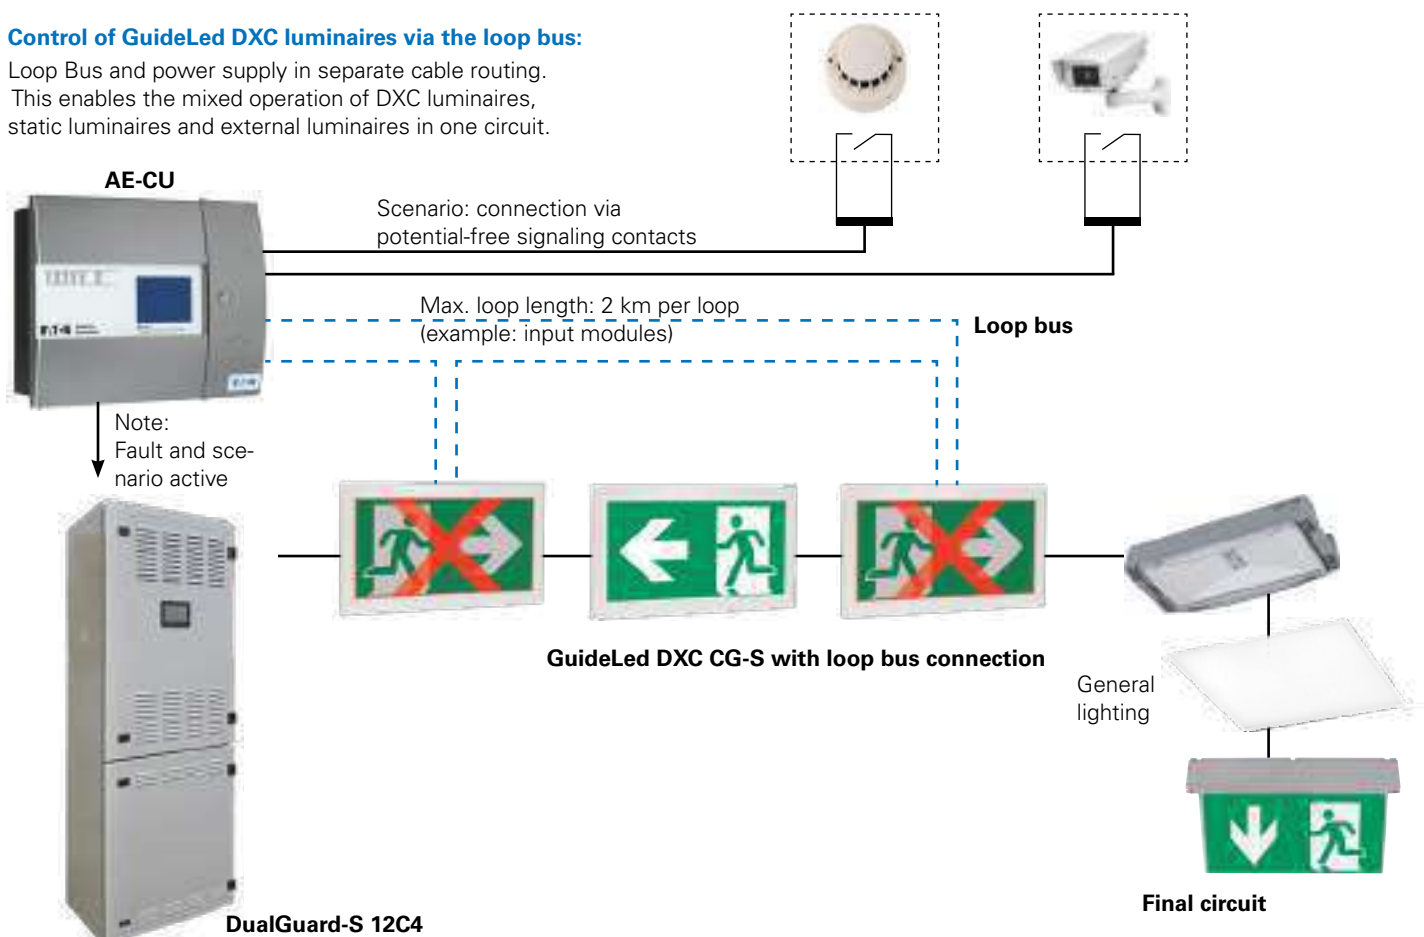 Control of GuideLed DXC luminaires via the loop bus:
Loop Bus and power supply in separate cable routing.
This enables the mixed operation of DXC luminaires,
static luminaires and external luminaires in one circuit.
AE-CU
Scenario: connection via
potential-free signaling contacts
Max. loop length: 2 km per loop
(example: input modules)
Loop bus
Note:
Fault and sce-
nario active
GuideLed DXC CG-S with loop bus connection
General
lighting
Final circuit
DualGuard-S 12C4